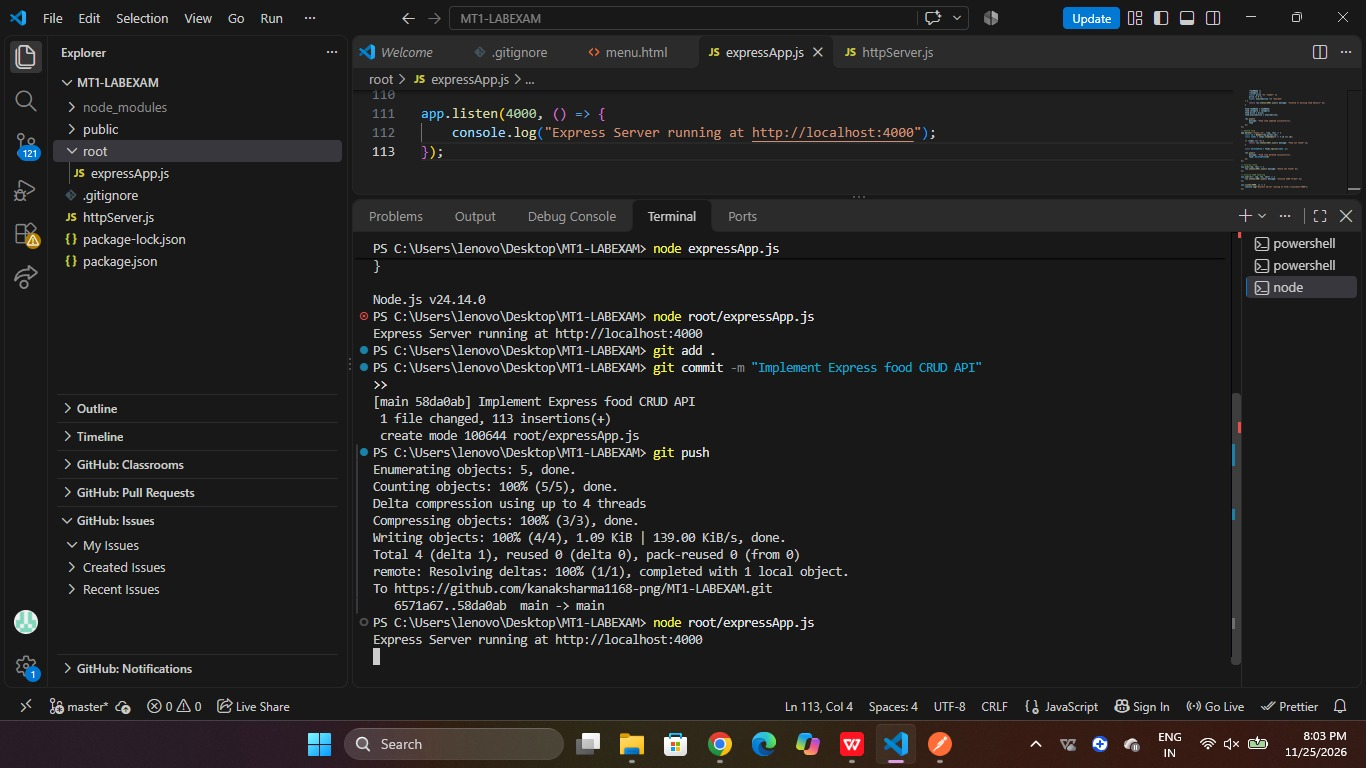 File Edit Selection View Go Run ··· MT1-LABEXAM Update
Explorer ···
MT1-LABEXAM
node_modules
public
root
JS expressApp.js
.gitignore
JS httpServer.js
{} package-lock.json
{} package.json
Outline
Timeline
GitHub: Classrooms
GitHub: Pull Requests
GitHub: Issues
My Issues
Created Issues
Recent Issues
GitHub: Notifications
121
1
Welcome .gitignore <> menu.html JS expressApp.js JS httpServer.js ···
root > JS expressApp.js > ...
110
111 app.listen(4000, () => {
112 console.log("Express Server running at http://localhost:4000");
113 });
Problems Output Debug Console Terminal Ports
powershell
powershell
node
PS C:\Users\lenovo\Desktop\MT1-LABEXAM> node expressApp.js
}
Node.js v24.14.0
PS C:\Users\lenovo\Desktop\MT1-LABEXAM> node root/expressApp.js
Express Server running at http://localhost:4000
PS C:\Users\lenovo\Desktop\MT1-LABEXAM> git add .
PS C:\Users\lenovo\Desktop\MT1-LABEXAM> git commit -m "Implement Express food CRUD API"
>>
[main 58da0ab] Implement Express food CRUD API
1 file changed, 113 insertions(+)
create mode 100644 root/expressApp.js
PS C:\Users\lenovo\Desktop\MT1-LABEXAM> git push
Enumerating objects: 5, done.
Counting objects: 100% (5/5), done.
Delta compression using up to 4 threads
Compressing objects: 100% (3/3), done.
Writing objects: 100% (4/4), 1.09 KiB | 139.00 KiB/s, done.
Total 4 (delta 1), reused 0 (delta 0), pack-reused 0 (from 0)
remote: Resolving deltas: 100% (1/1), completed with 1 local object.
To https://github.com/kanaksharma1168-png/MT1-LABEXAM.git
6571a67..58da0ab main -> main
PS C:\Users\lenovo\Desktop\MT1-LABEXAM> node root/expressApp.js
Express Server running at http://localhost:4000
master* 0 0 Live Share Ln 113, Col 4 Spaces: 4 UTF-8 CRLF {} JavaScript Sign In Go Live Prettier
Search
ENG
IN
8:03 PM
11/25/2026